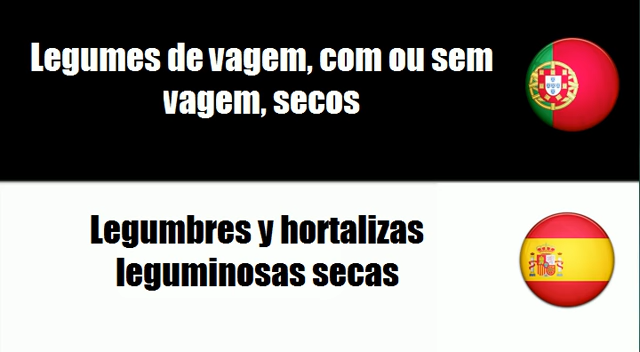 Legumes de vagem, com ou sem
vagem, secos
Legumbres y hortalizas
leguminosas secas